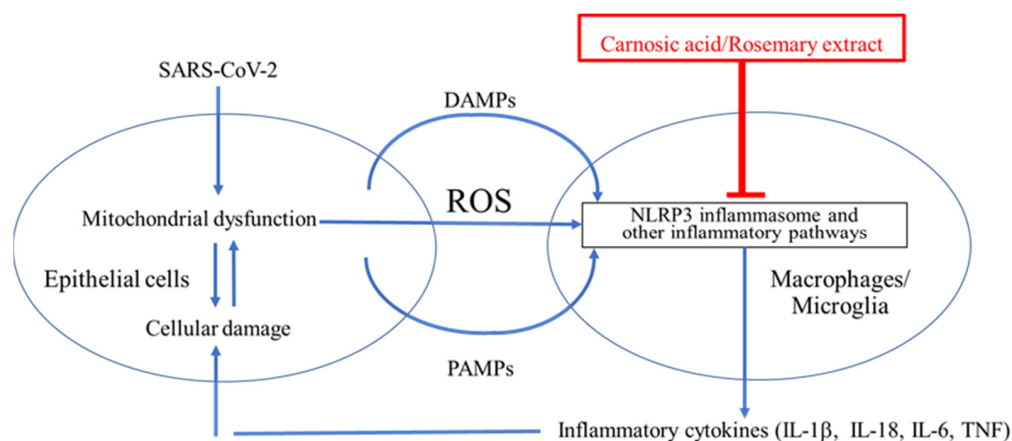 Carnosic acid/Rosemary extract
SARS-CoV-2
DAMPs
ROS
Mitochondrial dysfunction
NLRP3 inflammasome and
other inflammatory pathways
Epithelial cells
Macrophages/
Microglia
Cellular damage
PAMPs
Inflammatory cytokines (IL-1β, IL-18, IL-6, TNF)